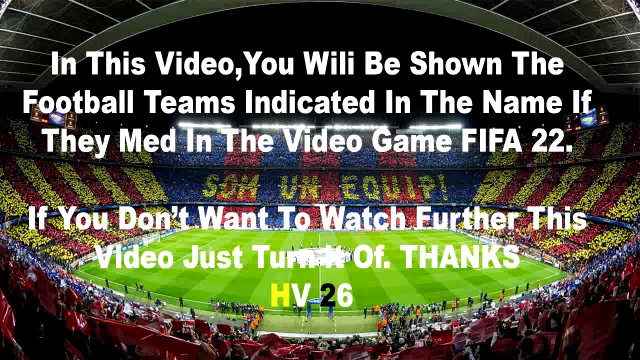 In This Video,You Wili Be Shown The
Football Teams Indicated In The Name If
They Med In The Video Game FIFA 22.
SOM UN EQUIP!
If You Don't Want To Watch Further This
Video Just Turn It Of. THANKS
HV 26